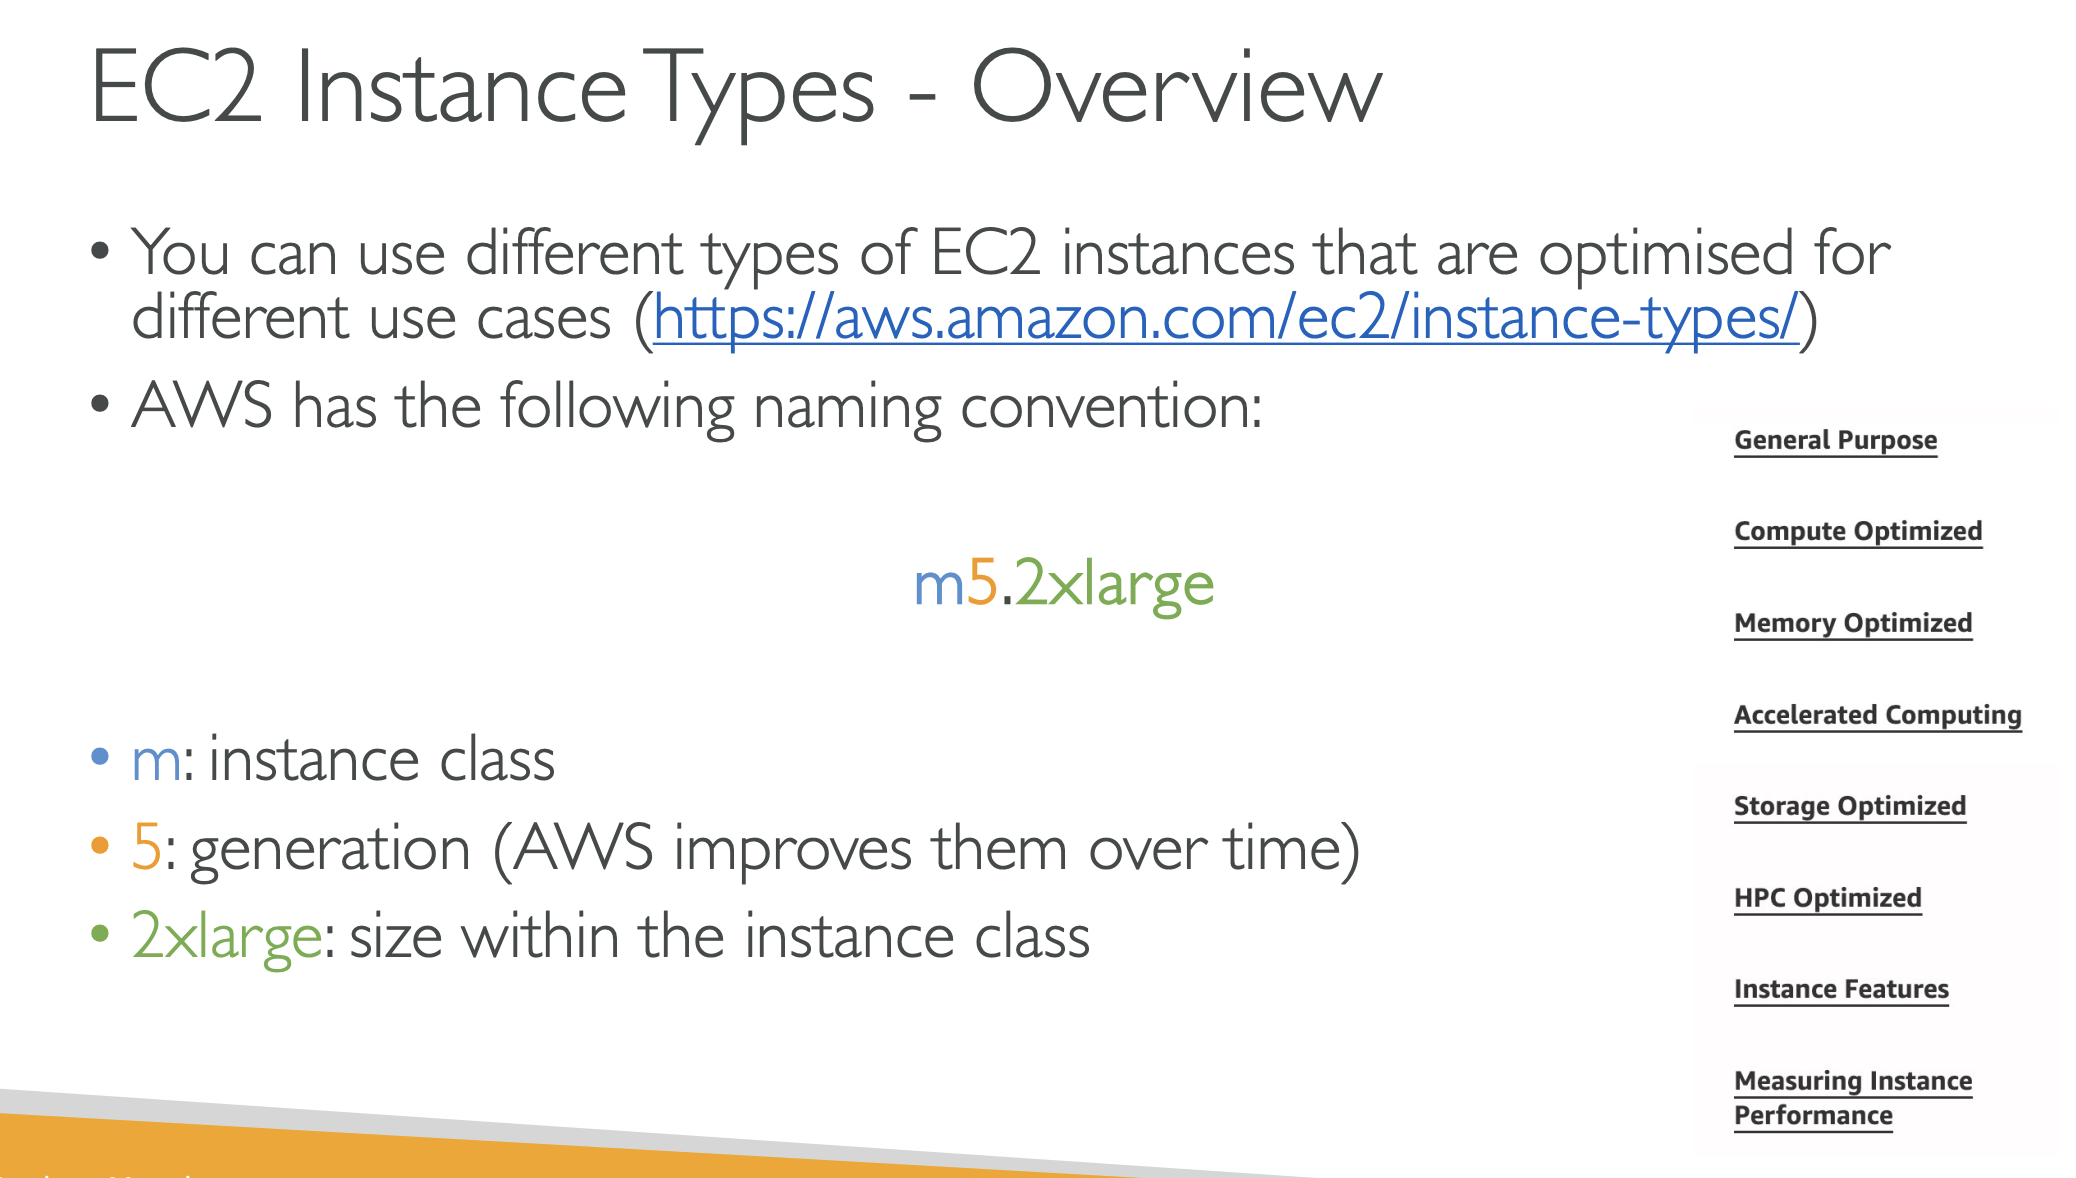 EC2 Instance Types - Overview
• You can use different types of EC2 instances that are optimised for
different use cases (https://aws.amazon.com/ec2/instance-types/)
• AWS has the following naming convention:
m5.2xlarge
• m: instance class
• 5: generation (AWS improves them over time)
• 2xlarge: size within the instance class
General Purpose
Compute Optimized
Memory Optimized
Accelerated Computing
Storage Optimized
HPC Optimized
Instance Features
Measuring Instance
Performance